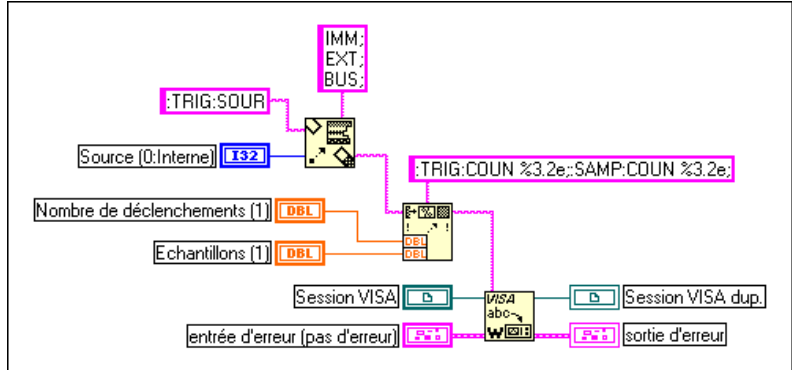 IMM;
EXT;
BUS;
:TRIG:SOUR
Source (0:Interne)
I32
:TRIG:COUN %3.2e;:SAMP:COUN %3.2e;
Nombre de déclenchements (1)
DBL
DBL
Echantillons (1)
DBL
DBL
Session VISA
VISA
abc
W
Session VISA dup.
entrée d'erreur (pas d'erreur)
sortie d'erreur